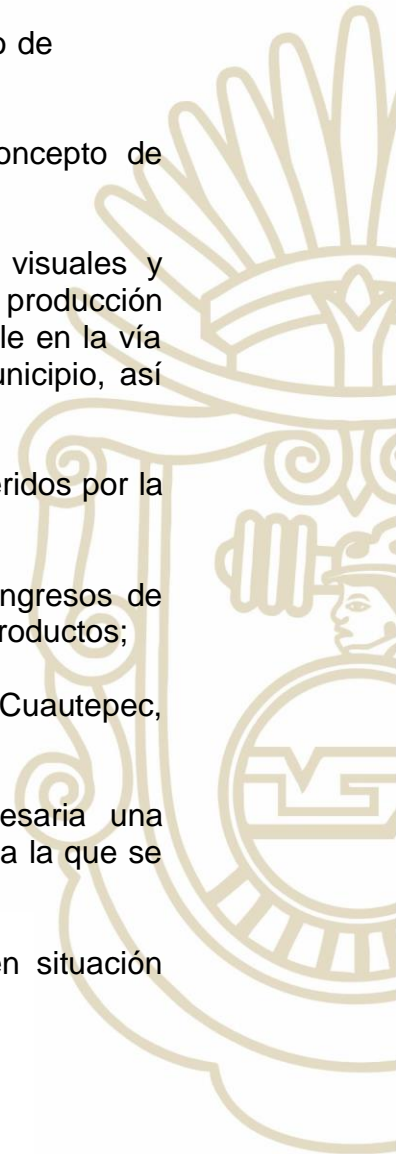 o de
oncepto de
visuales y
producción
le en la vía
unicipio, así
eridos por la
ngresos de
roductos;
Cuautepec,
esaria una
a la que se
en situación